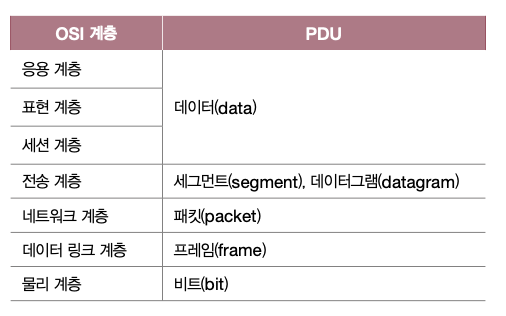 OSI 계층 PDU
응용 계층
표현 계층 데이터(data)
세션 계층
전송 계층 세그먼트(segment), 데이터그램(datagram)
네트워크 계층 패킷(packet)
데이터 링크 계층 프레임(frame)
물리 계층 비트(bit)